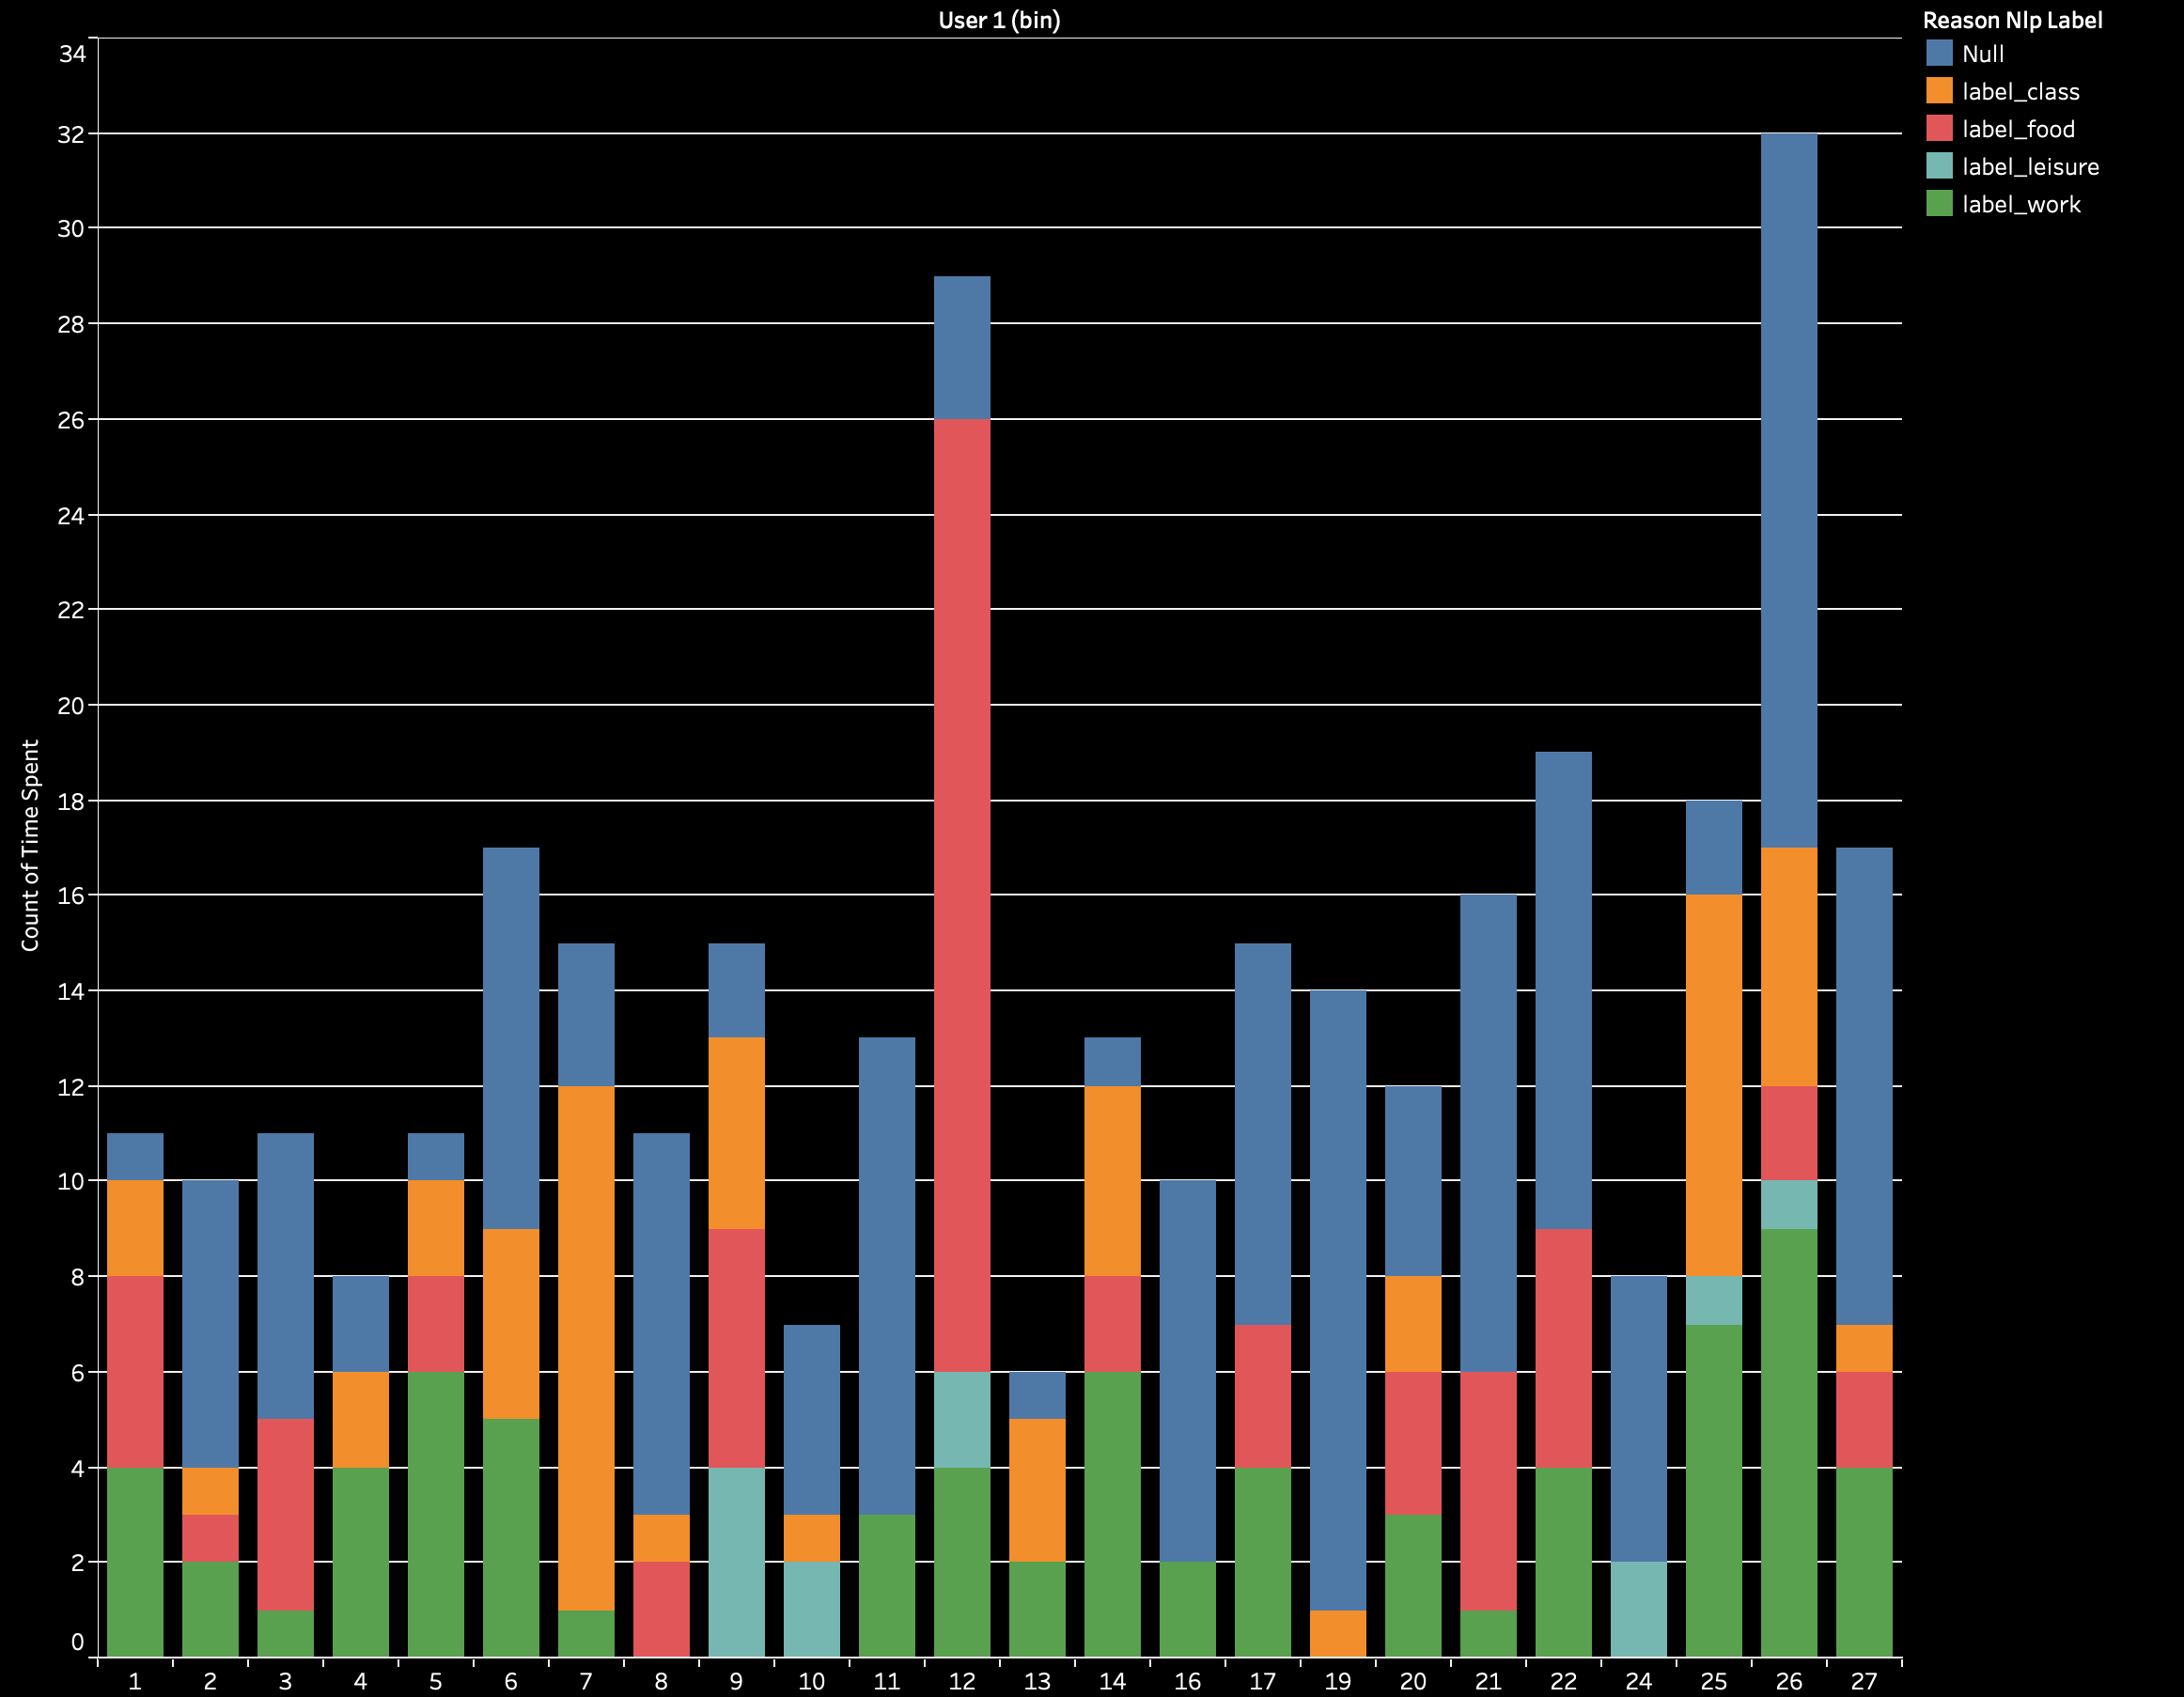 User 1 (bin)
Reason Nlp Label
Null
label_class
label_food
label_leisure
label_work
Count of Time Spent
34
32
30
28
26
24
22
20
18
16
14
12
10
8
6
4
2
0
1 2 3 4 5 6 7 8 9 10 11 12 13 14 16 17 19 20 21 22 24 25 26 27